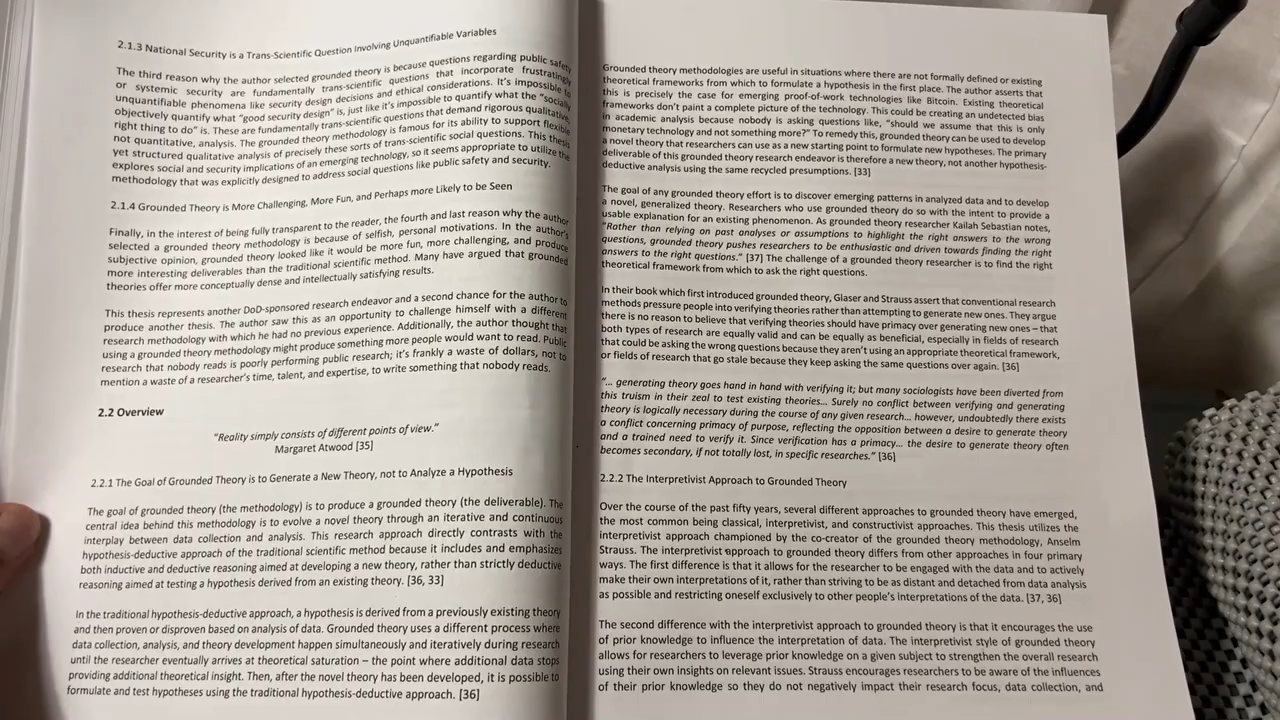 2.1.3 National Security is a Trans-Scientific Question Involving Unquantifiable Variables
The third reason why the author selected grounded theory is because questions regarding public safety
or systemic security are fundamentally trans-scientific questions that incorporate frustratingly
unquantifiable phenomena like security design decisions and ethical considerations. It's impossible to
objectively quantify what "good security design" is, just like it's impossible to quantify what the "socially
right thing to do" is. These are fundamentally trans-scientific questions that demand rigorous qualitative,
not quantitative, analysis. The grounded theory methodology is famous for its ability to support flexible
yet structured qualitative analysis of precisely these sorts of trans-scientific social questions. This thesis
explores social and security implications of an emerging technology, so it seems appropriate to utilize the
methodology that was explicitly designed to address social questions like public safety and security.
2.1.4 Grounded Theory is More Challenging, More Fun, and Perhaps more Likely to be Seen
Finally, in the interest of being fully transparent to the reader, the fourth and last reason why the author
selected a grounded theory methodology is because of selfish, personal motivations. In the author's
subjective opinion, grounded theory looked like it would be more fun, more challenging, and produce
more interesting deliverables than the traditional scientific method. Many have argued that grounded
theories offer more conceptually dense and intellectually satisfying results.
This thesis represents another DoD-sponsored research endeavor and a second chance for the author to
produce another thesis. The author saw this as an opportunity to challenge himself with a different
research methodology with which he had no previous experience. Additionally, the author thought that
using a grounded theory methodology might produce something more people would want to read. Public
research that nobody reads is poorly performing public research; it's frankly a waste of dollars, not to
mention a waste of a researcher's time, talent, and expertise, to write something that nobody reads.
2.2 Overview
"Reality simply consists of different points of view."
Margaret Atwood [35]
2.2.1 The Goal of Grounded Theory is to Generate a New Theory, not to Analyze a Hypothesis
The goal of grounded theory (the methodology) is to produce a grounded theory (the deliverable). The
central idea behind this methodology is to evolve a novel theory through an iterative and continuous
interplay between data collection and analysis. This research approach directly contrasts with the
hypothesis-deductive approach of the traditional scientific method because it includes and emphasizes
both inductive and deductive reasoning aimed at developing a new theory, rather than strictly deductive
reasoning aimed at testing a hypothesis derived from an existing theory. [36, 33]
In the traditional hypothesis-deductive approach, a hypothesis is derived from a previously existing theory
and then proven or disproven based on analysis of data. Grounded theory uses a different process where
data collection, analysis, and theory development happen simultaneously and iteratively during research
until the researcher eventually arrives at theoretical saturation – the point where additional data stops
providing additional theoretical insight. Then, after the novel theory has been developed, it is possible to
formulate and test hypotheses using the traditional hypothesis-deductive approach. [36]
Grounded theory methodologies are useful in situations where there are not formally defined or existing
theoretical frameworks from which to formulate a hypothesis in the first place. The author asserts that
this is precisely the case for emerging proof-of-work technologies like Bitcoin. Existing theoretical
frameworks don't paint a complete picture of the technology. This could be creating an undetected bias
in academic analysis because nobody is asking questions like, "should we assume that this is only
monetary technology and not something more?" To remedy this, grounded theory can be used to develop
a novel theory that researchers can use as a new starting point to formulate new hypotheses. The primary
deliverable of this grounded theory research endeavor is therefore a new theory, not another hypothesis-
deductive analysis using the same recycled presumptions. [33]
The goal of any grounded theory effort is to discover emerging patterns in analyzed data and to develop
a novel, generalized theory. Researchers who use grounded theory do so with the intent to provide a
usable explanation for an existing phenomenon. As grounded theory researcher Kailah Sebastian notes,
"Rather than relying on past analyses or assumptions to highlight the right answers to the wrong
questions, grounded theory pushes researchers to be enthusiastic and driven towards finding the right
answers to the right questions." [37] The challenge of a grounded theory researcher is to find the right
theoretical framework from which to ask the right questions.
In their book which first introduced grounded theory, Glaser and Strauss assert that conventional research
methods pressure people into verifying theories rather than attempting to generate new ones. They argue
there is no reason to believe that verifying theories should have primacy over generating new ones – that
both types of research are equally valid and can be equally as beneficial, especially in fields of research
that could be asking the wrong questions because they aren't using an appropriate theoretical framework,
or fields of research that go stale because they keep asking the same questions over again. [36]
"… generating theory goes hand in hand with verifying it; but many sociologists have been diverted from
this truism in their zeal to test existing theories… Surely no conflict between verifying and generating
theory is logically necessary during the course of any given research… however, undoubtedly there exists
a conflict concerning primacy of purpose, reflecting the opposition between a desire to generate theory
and a trained need to verify it. Since verification has a primacy… the desire to generate theory often
becomes secondary, if not totally lost, in specific researches." [36]
2.2.2 The Interpretivist Approach to Grounded Theory
Over the course of the past fifty years, several different approaches to grounded theory have emerged,
the most common being classical, interpretivist, and constructivist approaches. This thesis utilizes the
interpretivist approach championed by the co-creator of the grounded theory methodology, Anselm
Strauss. The interpretivist approach to grounded theory differs from other approaches in four primary
ways. The first difference is that it allows for the researcher to be engaged with the data and to actively
make their own interpretations of it, rather than striving to be as distant and detached from data analysis
as possible and restricting oneself exclusively to other people's interpretations of the data. [37, 36]
The second difference with the interpretivist approach to grounded theory is that it encourages the use
of prior knowledge to influence the interpretation of data. The interpretivist style of grounded theory
allows for researchers to leverage prior knowledge on a given subject to strengthen the overall research
using their own insights on relevant issues. Strauss encourages researchers to be aware of the influences
of their prior knowledge so they do not negatively impact their research focus, data collection, and